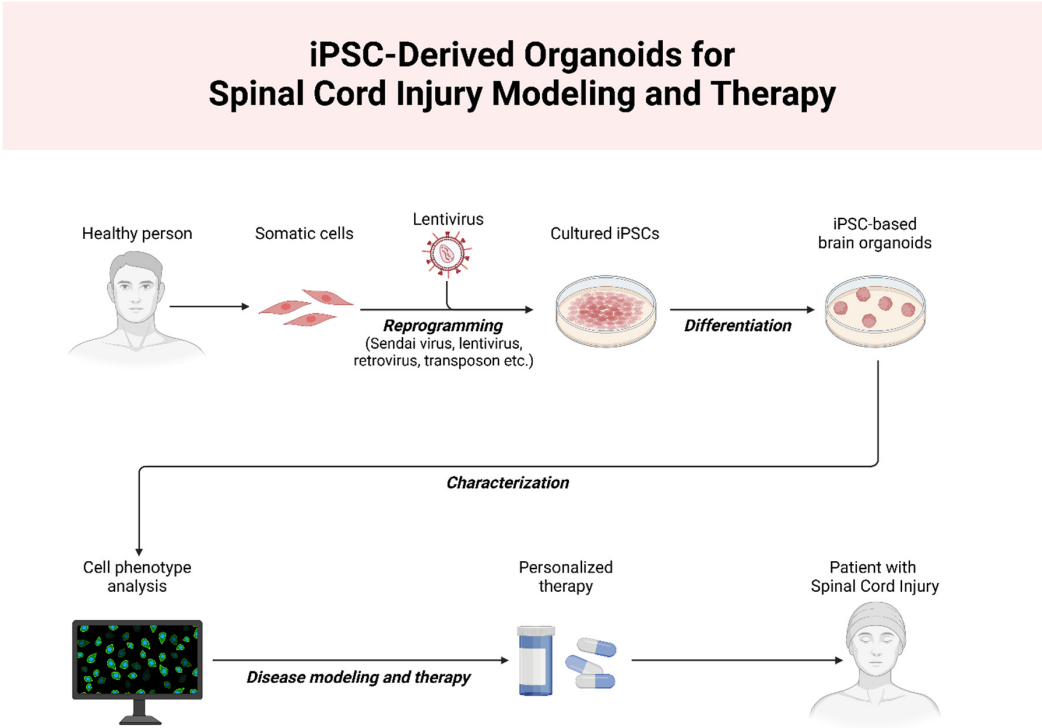 iPSC-Derived Organoids for
Spinal Cord Injury Modeling and Therapy
Healthy person
Somatic cells
Lentivirus
Cultured iPSCs
iPSC-based
brain organoids
Reprogramming
(Sendai virus, lentivirus,
retrovirus, transposon etc.)
Differentiation
Characterization
Cell phenotype
analysis
Personalized
therapy
Patient with
Spinal Cord Injury
Disease modeling and therapy